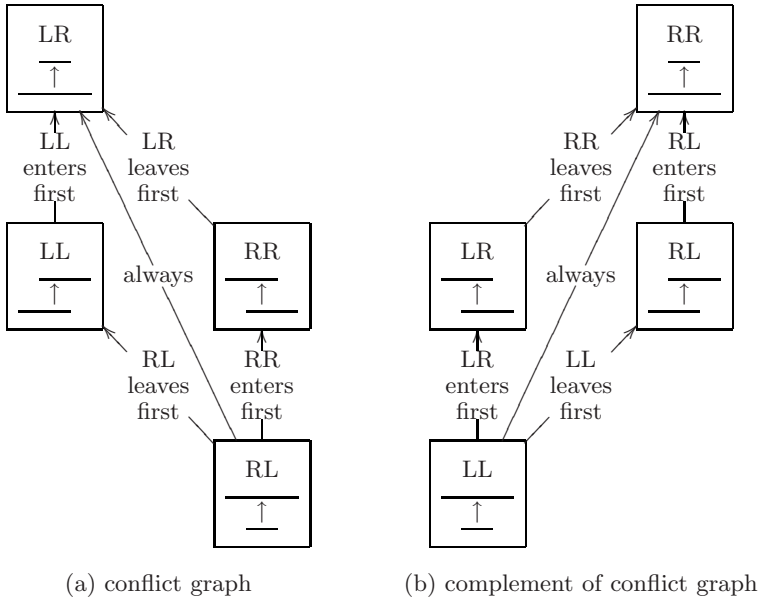 LR
↑
LL
enters
first
LR
leaves
first
LL
↑
always
RR
↑
RL
leaves
first
RR
enters
first
RL
↑
(a) conflict graph
RR
↑
RR
leaves
first
RL
enters
first
LR
↑
always
RL
↑
LR
enters
first
LL
leaves
first
LL
↑
(b) complement of conflict graph